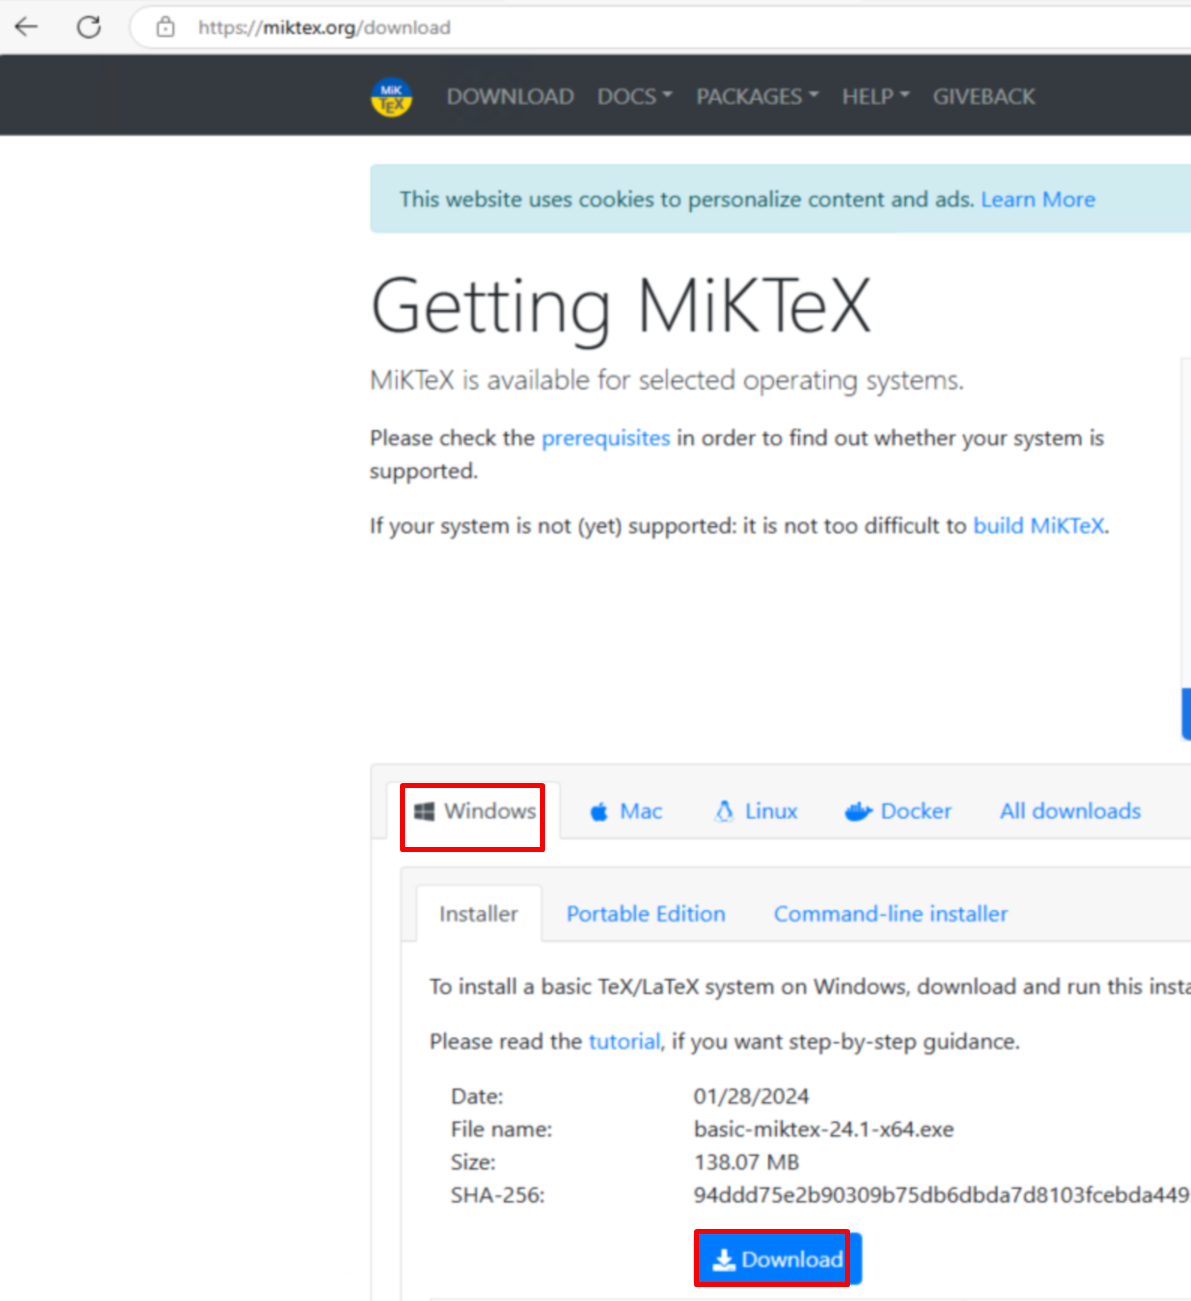 https://miktex.org/download
MiK
TEX
DOWNLOAD DOCS PACKAGES HELP GIVEBACK
This website uses cookies to personalize content and ads. Learn More
Getting MiKTeX
MiKTeX is available for selected operating systems.
Please check the prerequisites in order to find out whether your system is
supported.
If your system is not (yet) supported: it is not too difficult to build MiKTeX.
Windows Mac Linux Docker All downloads
Installer Portable Edition Command-line installer
To install a basic TeX/LaTeX system on Windows, download and run this insta
Please read the tutorial, if you want step-by-step guidance.
Date: 01/28/2024
File name: basic-miktex-24.1-x64.exe
Size: 138.07 MB
SHA-256: 94ddd75e2b90309b75db6dbda7d8103fcebda449
Download